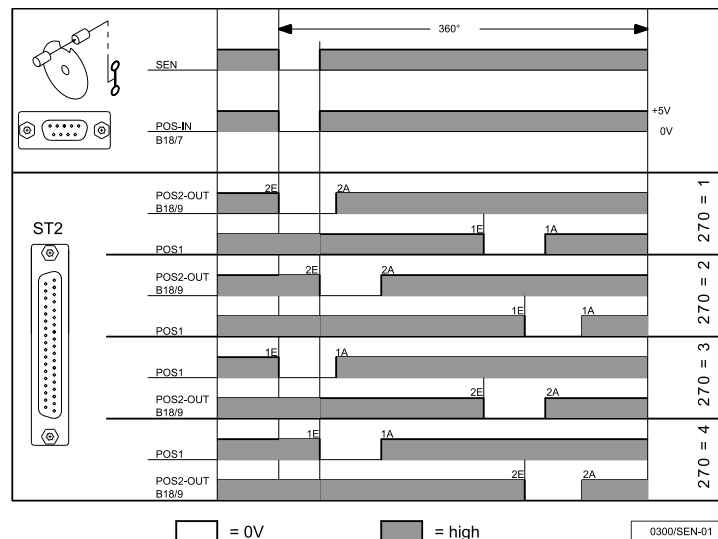 360°
SEN
POS-IN
B18/7
+5V
0V
ST2
POS2-OUT
B18/9
2E
2A
POS1
1E
1A
270 = 1
POS2-OUT
B18/9
2E
2A
POS1
1E
1A
270 = 2
POS1
1E
1A
POS2-OUT
B18/9
2E
2A
270 = 3
POS1
1E
1A
POS2-OUT
B18/9
2E
2A
270 = 4
= 0V
= high
0300/SEN-01